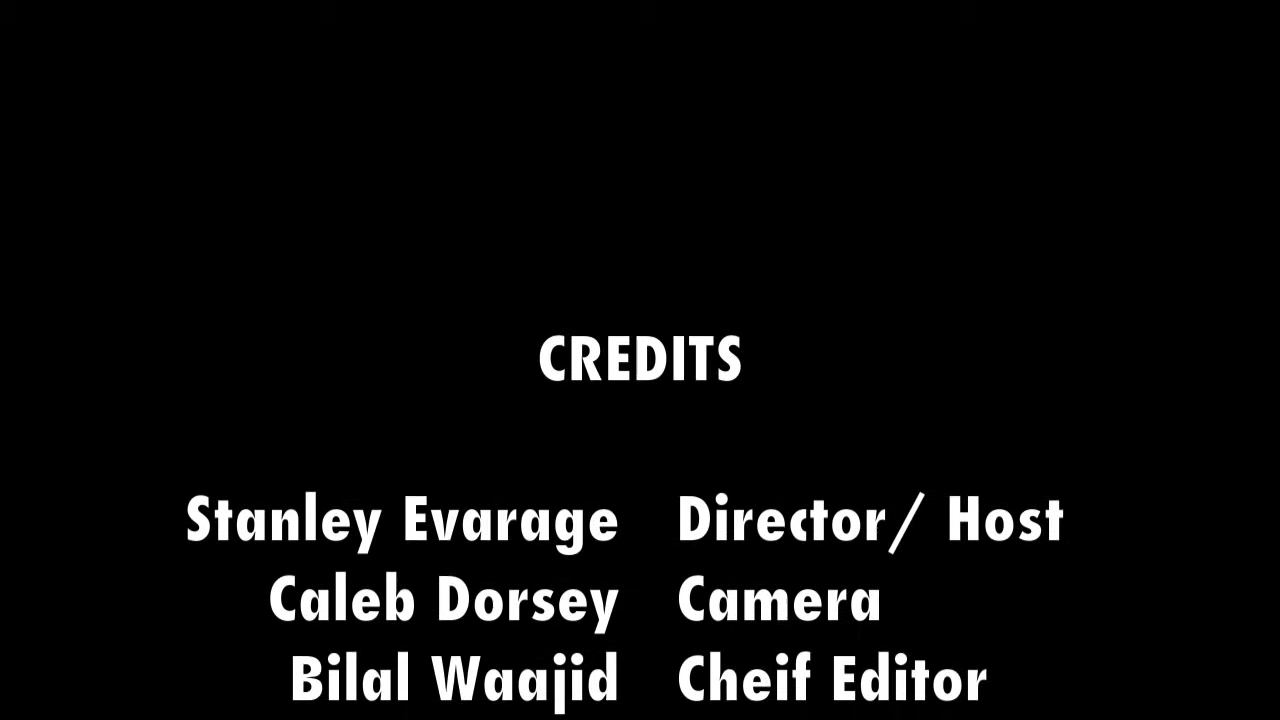 CREDITS
Stanley Evarage Director/ Host
Caleb Dorsey Camera
Bilal Waajid Cheif Editor